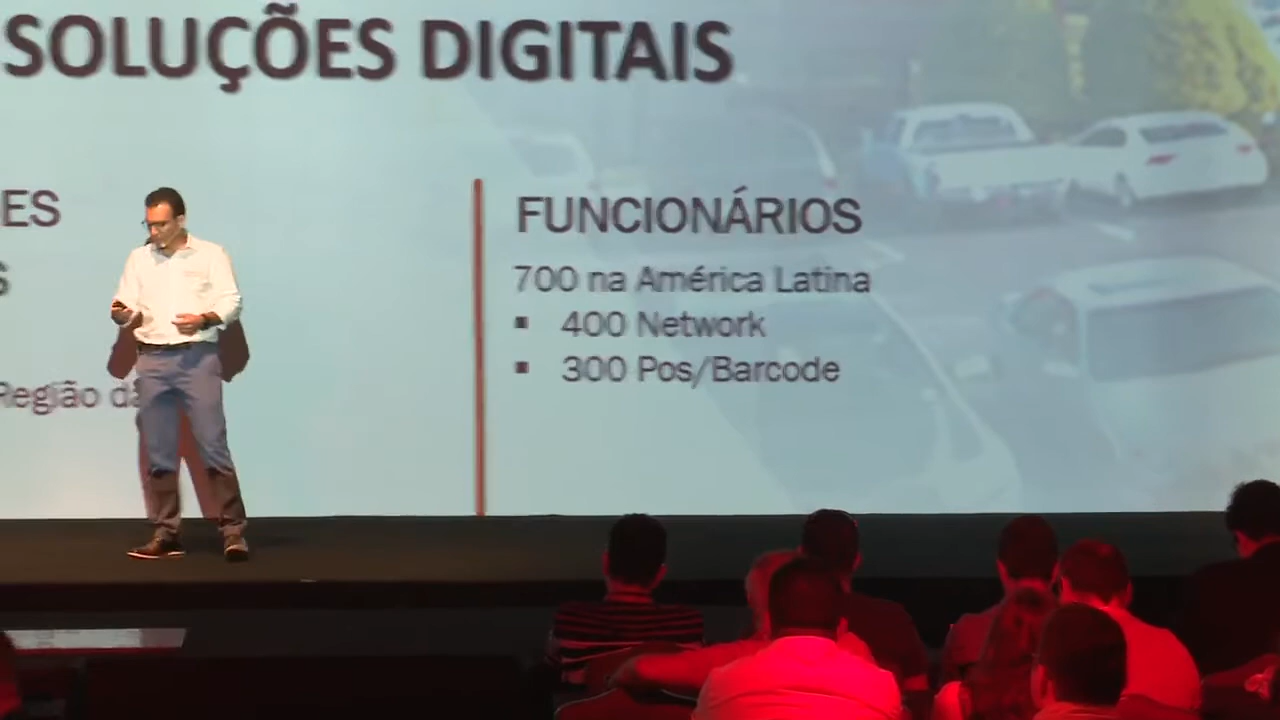 SOLUÇÕES DIGITAIS
ES
S
Região da
FUNCIONÁRIOS
700 na América Latina
▪ 400 Network
▪ 300 Pos/Barcode